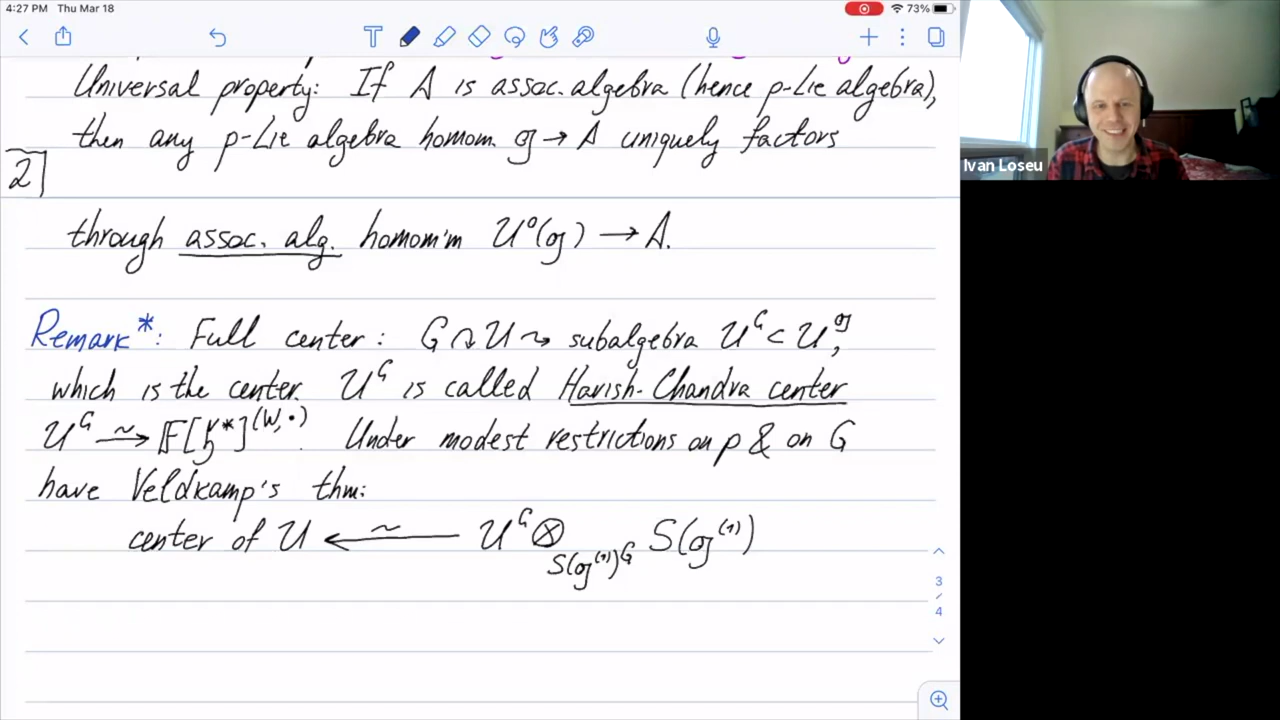 4:27 PM Thu Mar 18
73%
Universal property: If A is assoc. algebra (hence p-Lie algebra),
then any p-Lie algebra homom. 𝔤 → A uniquely factors
2
through assoc. alg. homom'm U⁰(𝔤) → A.
Remark*: Full center: G ↷ U ⇝ subalgebra U^G ⊂ U^𝔤,
which is the center. U^G is called Harish-Chandra center
U^G ⥲ 𝔽[𝔥*]^(W,•). Under modest restrictions on p & on G
have Veldkamp's thm:
center of U ⟵~ U^G ⊗_{S(𝔤^(1))^G} S(𝔤^(1))
3
/
4
Ivan Loseu